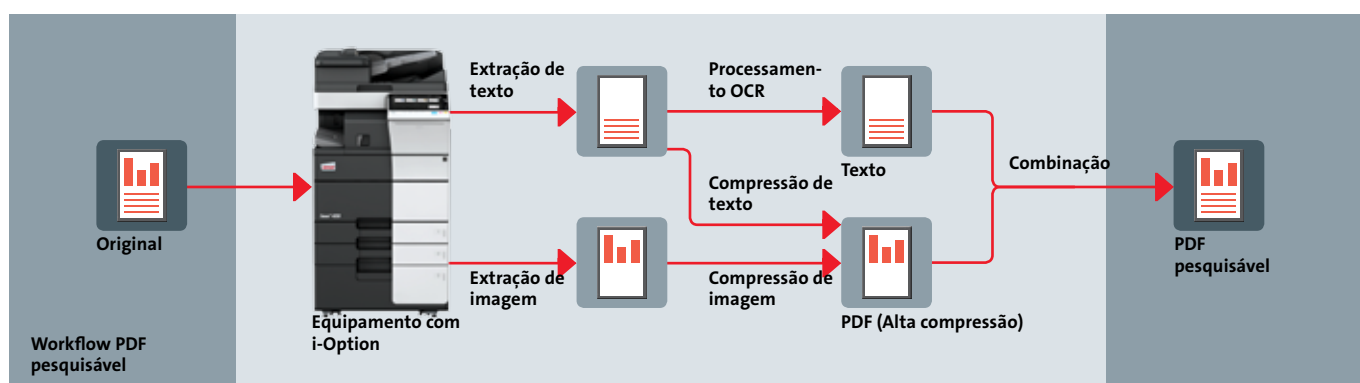 Extração de
texto
Processamen-
to OCR
Original
Texto
Combinação
Compressão de
texto
PDF
pesquisável
Extração de
imagem
Compressão de
imagem
Equipamento com
i-Option
PDF (Alta compressão)
Workflow PDF
pesquisável